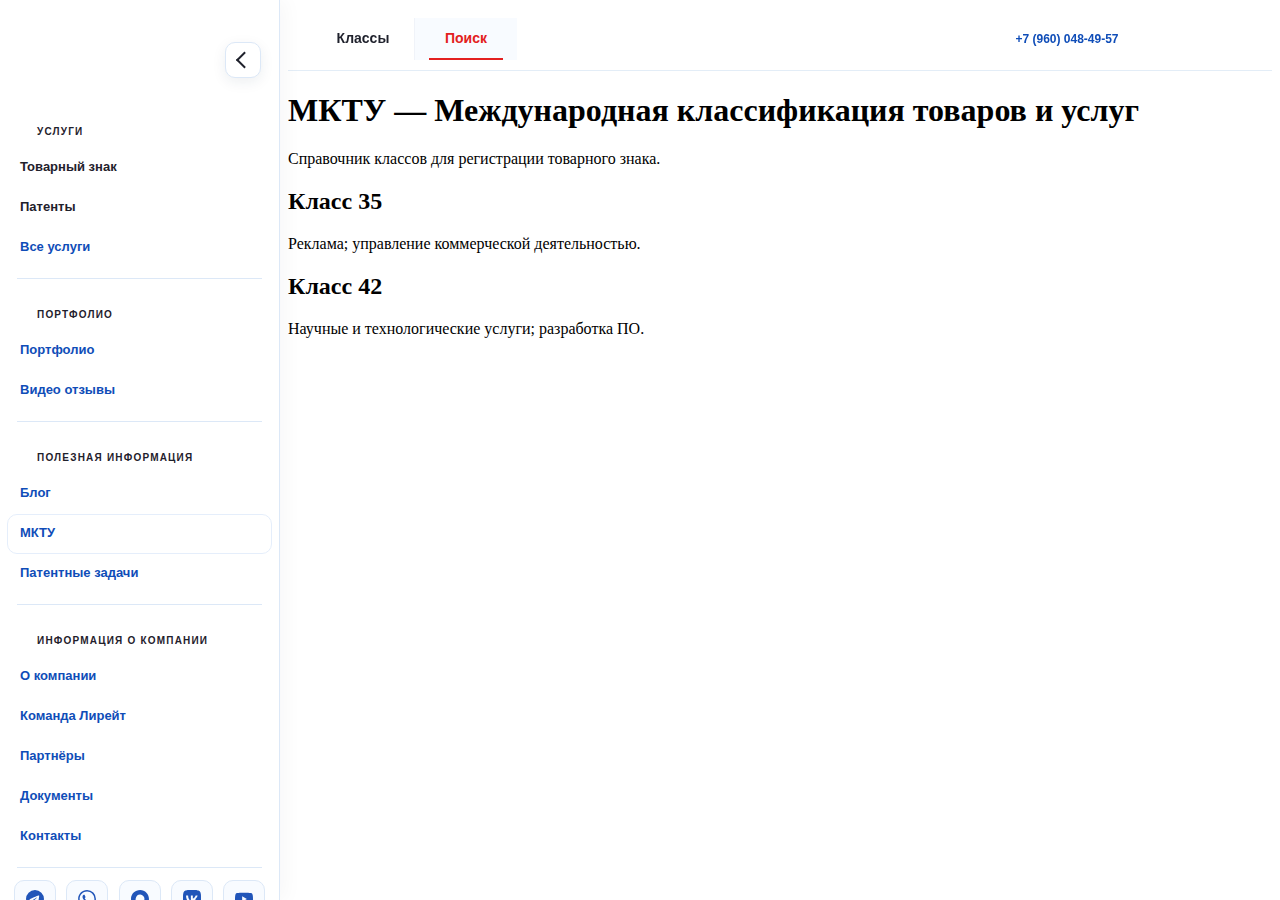 Классы
Поиск
+7 (960) 048-49-57
УСЛУГИ
Товарный знак
Патенты
Все услуги
ПОРТФОЛИО
Портфолио
Видео отзывы
ПОЛЕЗНАЯ ИНФОРМАЦИЯ
Блог
МКТУ
Патентные задачи
ИНФОРМАЦИЯ О КОМПАНИИ
О компании
Команда Лирейт
Партнёры
Документы
Контакты
МКТУ — Международная классификация товаров и услуг
Справочник классов для регистрации товарного знака.
Класс 35
Реклама; управление коммерческой деятельностью.
Класс 42
Научные и технологические услуги; разработка ПО.